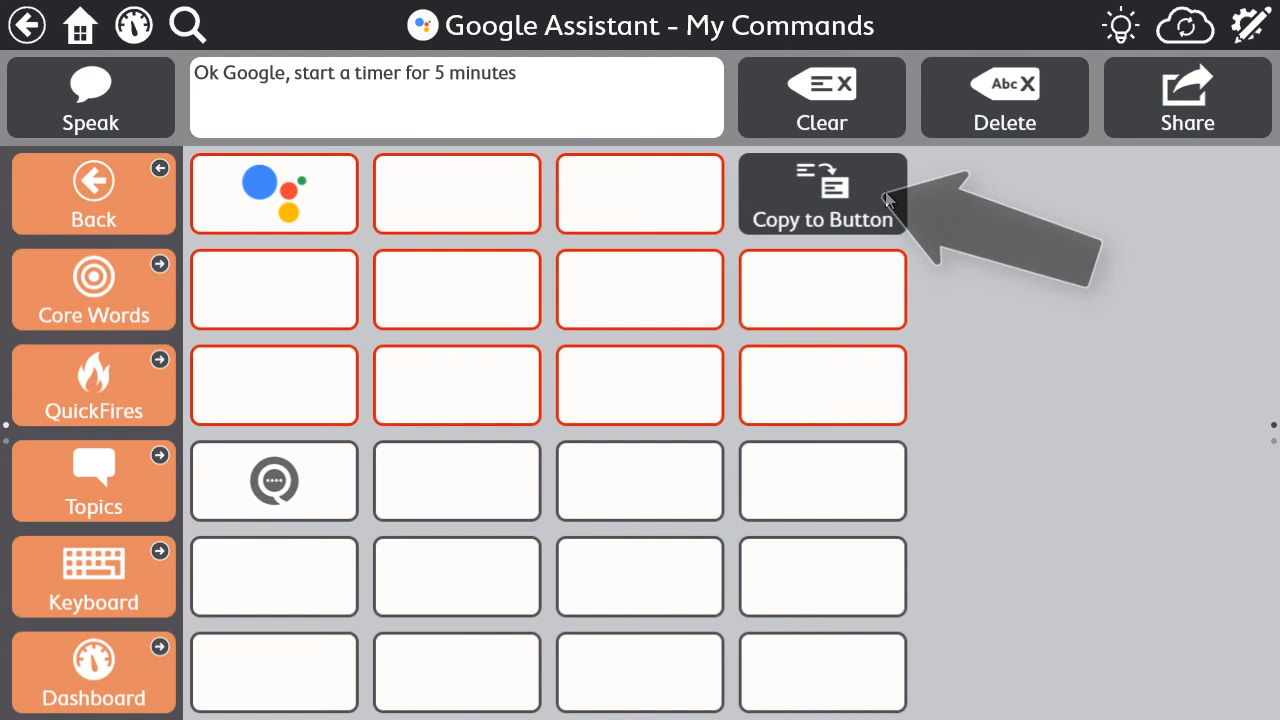 Google Assistant - My Commands
Speak
Ok Google, start a timer for 5 minutes
Clear
Abc X
Delete
Share
Back
Copy to Button
Core Words
QuickFires
Topics
Keyboard
Dashboard